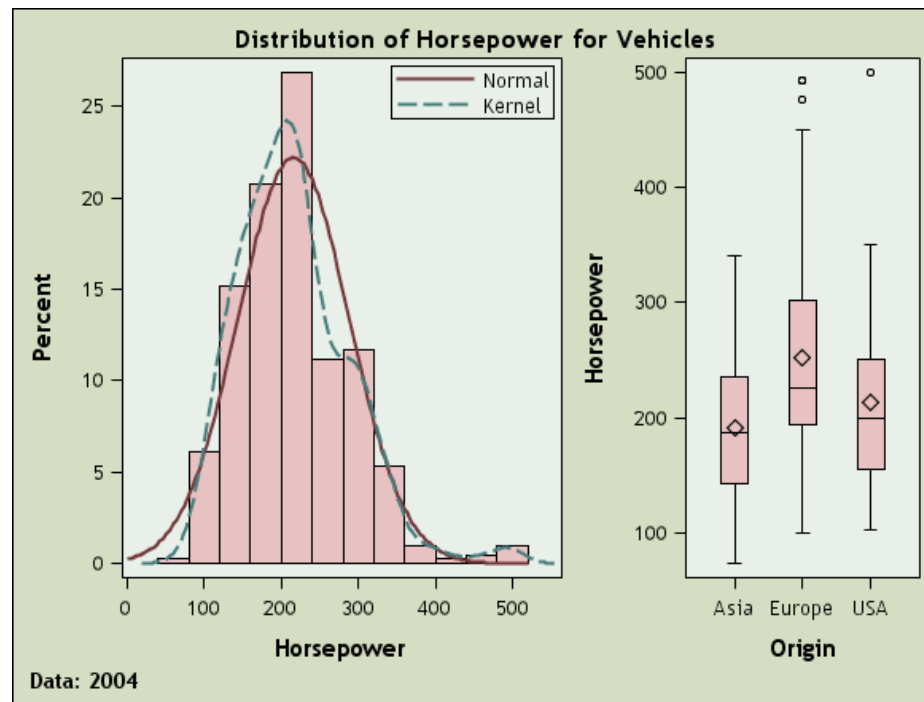 Distribution of Horsepower for Vehicles
Normal
Kernel
Percent
25
20
15
10
5
0
0 100 200 300 400 500
Horsepower
Horsepower
500
400
300
200
100
Asia Europe USA
Origin
Data: 2004